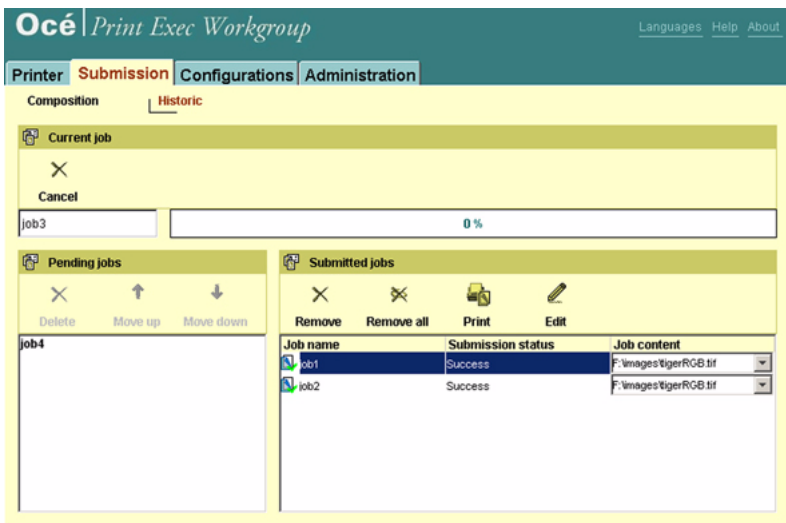 Océ Print Exec Workgroup
Languages Help About
Printer Submission Configurations Administration
Composition Historic
Current job
Cancel
job3 0 %
Pending jobs
Delete Move up Move down
job4
Submitted jobs
Remove Remove all Print Edit
Job name Submission status Job content
job1 Success F:\images\tigerRGB.tif
job2 Success F:\images\tigerRGB.tif